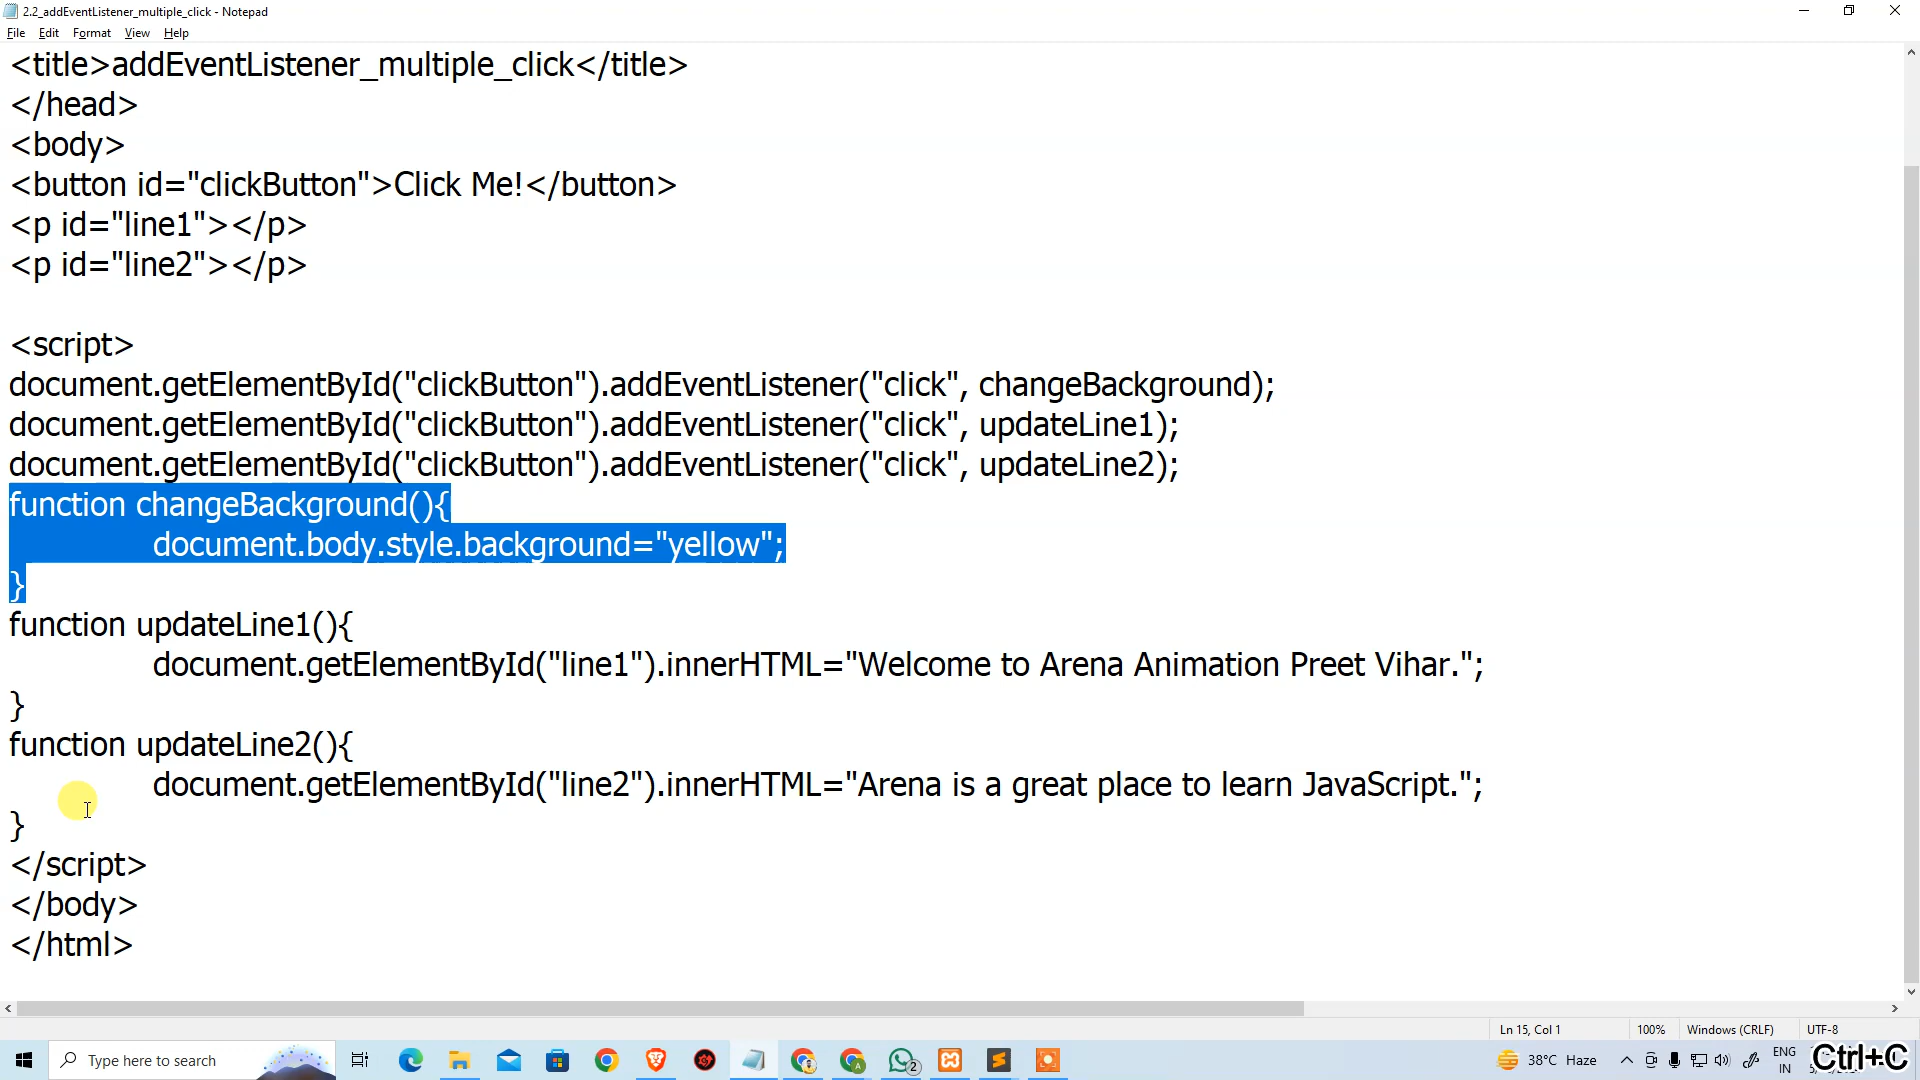 2.2_addEventListener_multiple_click - Notepad
File Edit Format View Help
<title>addEventListener_multiple_click</title>
</head>
<body>
<button id="clickButton">Click Me!</button>
<p id="line1"></p>
<p id="line2"></p>
<script>
document.getElementById("clickButton").addEventListener("click", changeBackground);
document.getElementById("clickButton").addEventListener("click", updateLine1);
document.getElementById("clickButton").addEventListener("click", updateLine2);
function changeBackground(){
document.body.style.background="yellow";
}
function updateLine1(){
document.getElementById("line1").innerHTML="Welcome to Arena Animation Preet Vihar.";
}
function updateLine2(){
document.getElementById("line2").innerHTML="Arena is a great place to learn JavaScript.";
}
</script>
</body>
</html>
Ln 15, Col 1 100% Windows (CRLF) UTF-8
Type here to search
2
38°C Haze
ENG
IN
Ctrl+C